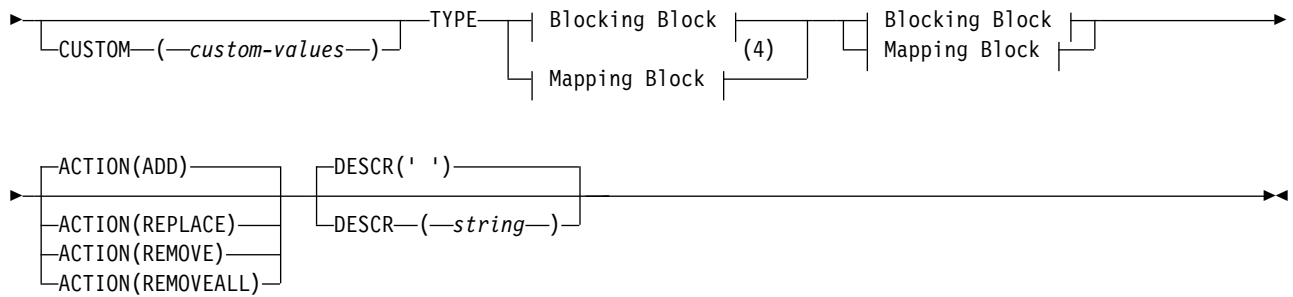 TYPE Blocking Block Blocking Block
CUSTOM ( custom-values ) (4) Mapping Block
Mapping Block
ACTION(ADD) DESCR(' ')
ACTION(REPLACE) DESCR ( string )
ACTION(REMOVE)
ACTION(REMOVEALL)